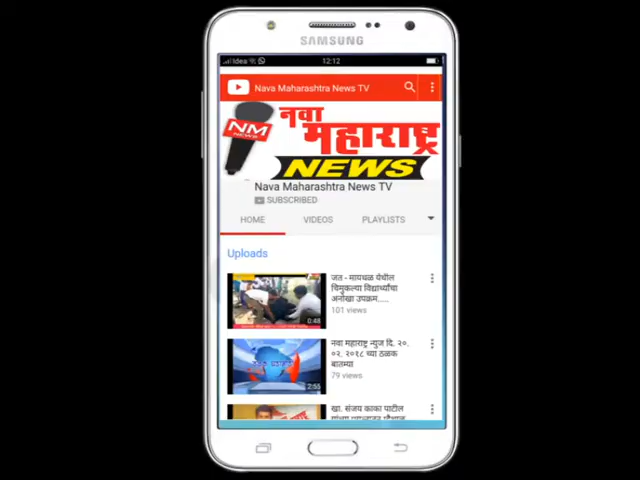 SAMSUNG
Idea
12:12
Nava Maharashtra News TV
नवा
महाराष्ट्र
NM
NEWS
NEWS
Nava Maharashtra News TV
SUBSCRIBED
HOME
VIDEOS
PLAYLISTS
Uploads
जत - मायथळ येथील
चिमुकल्या विद्यार्थ्यांचा
अनोखा उपक्रम.....
101 views
0:48
नवा महाराष्ट्र न्युज दि. २०.
०२. २०१८ च्या ठळक
बातम्या
79 views
2:55
खा. संजय काका पाटील